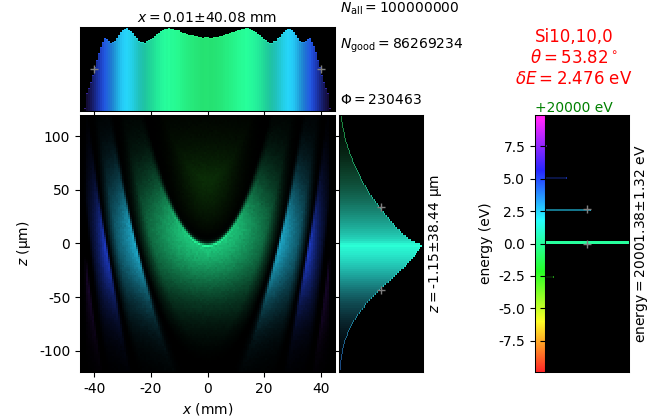 x = 0.01±40.08 mm
N_all = 100000000
N_good = 86269234
Φ = 230463
Si10,10,0
θ = 53.82°
δE = 2.476 eV
+20000 eV
100
50
0
-50
-100
z (μm)
-40
-20
0
20
40
x (mm)
z = -1.15±38.44 μm
7.5
5.0
2.5
0.0
-2.5
-5.0
-7.5
energy (eV)
energy = 20001.38±1.32 eV